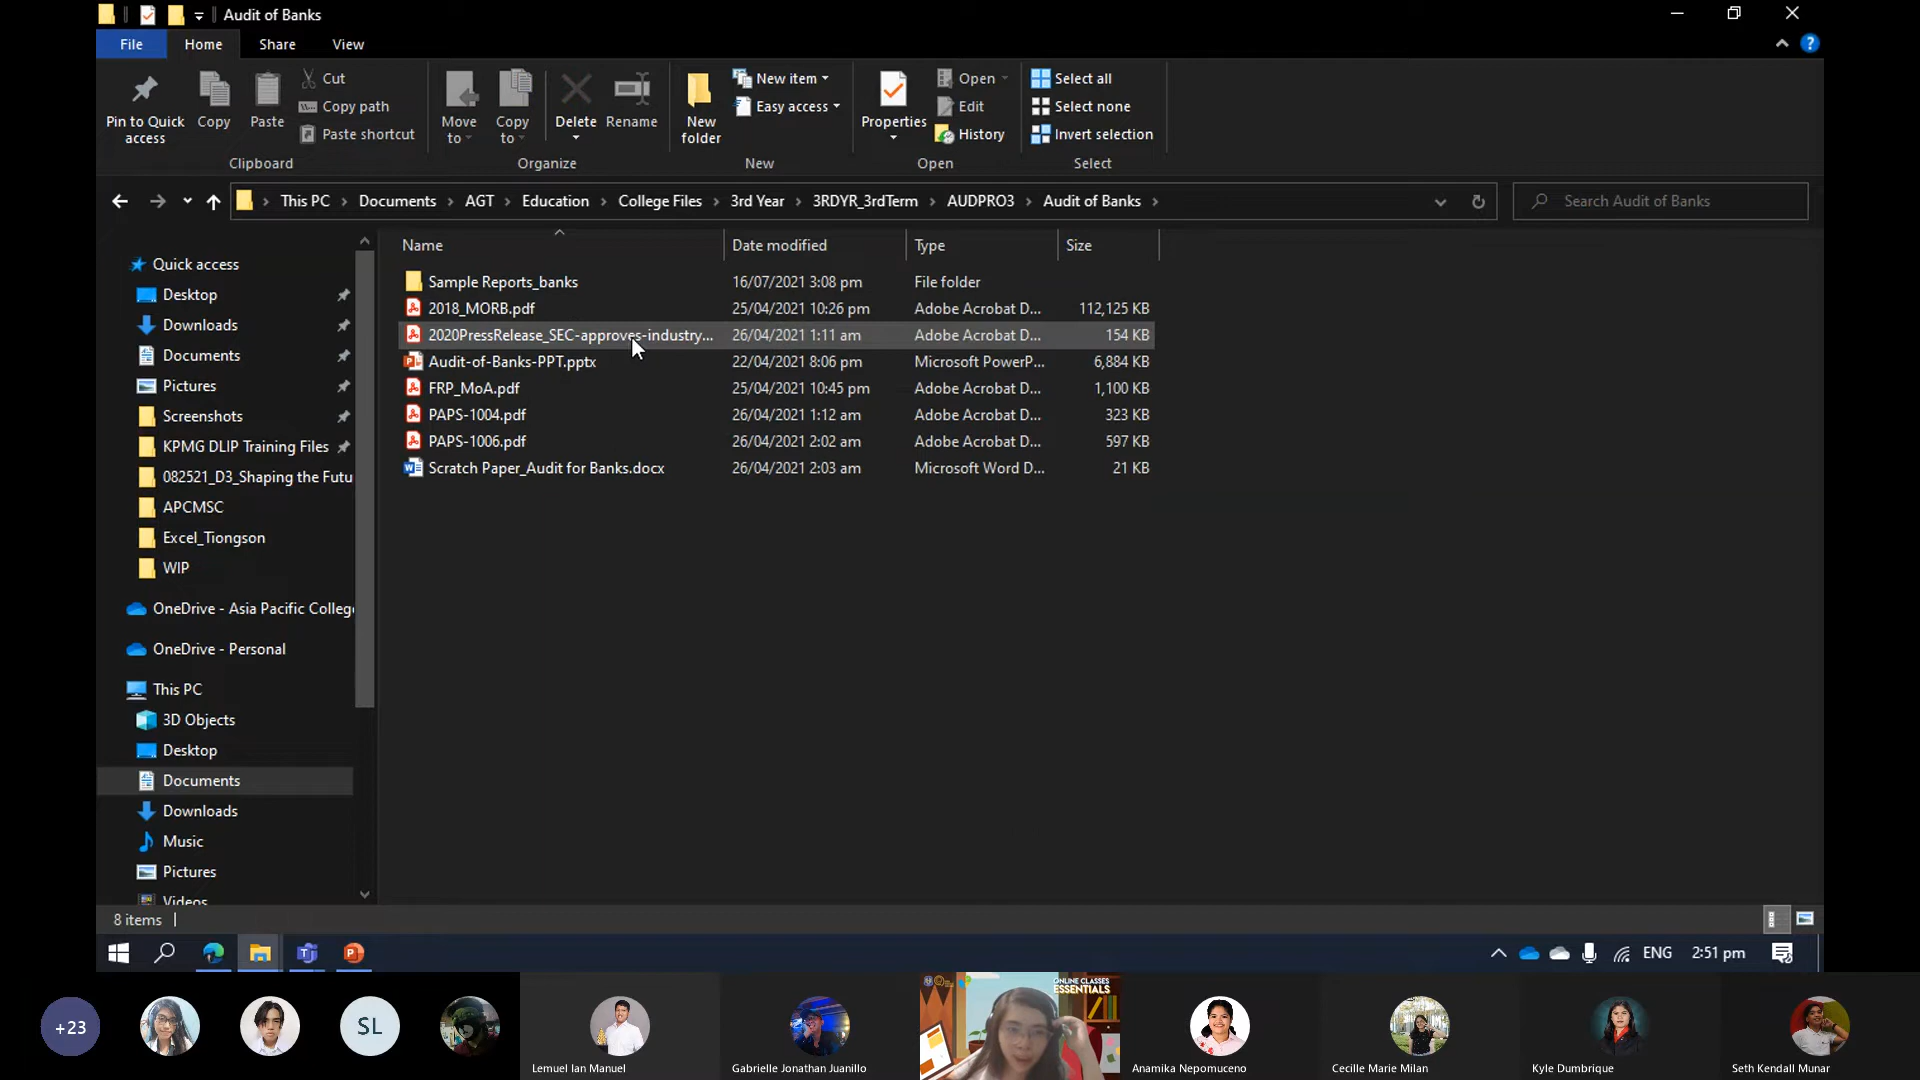 Audit of Banks
File Home Share View
Pin to Quick access
Copy
Paste
Cut
Copy path
Paste shortcut
Clipboard
Move to
Copy to
Delete
Rename
Organize
New folder
New item
Easy access
New
Properties
Open
Edit
History
Open
Select all
Select none
Invert selection
Select
This PC > Documents > AGT > Education > College Files > 3rd Year > 3RDYR_3rdTerm > AUDPRO3 > Audit of Banks >
Search Audit of Banks
Quick access
Desktop
Downloads
Documents
Pictures
Screenshots
KPMG DLIP Training Files
082521_D3_Shaping the Futu
APCMSC
Excel_Tiongson
WIP
OneDrive - Asia Pacific College
OneDrive - Personal
This PC
3D Objects
Desktop
Documents
Downloads
Music
Pictures
Videos
Name Date modified Type Size
Sample Reports_banks 16/07/2021 3:08 pm File folder
2018_MORB.pdf 25/04/2021 10:26 pm Adobe Acrobat D... 112,125 KB
2020PressRelease_SEC-approves-industry... 26/04/2021 1:11 am Adobe Acrobat D... 154 KB
Audit-of-Banks-PPT.pptx 22/04/2021 8:06 pm Microsoft PowerP... 6,884 KB
FRP_MoA.pdf 25/04/2021 10:45 pm Adobe Acrobat D... 1,100 KB
PAPS-1004.pdf 26/04/2021 1:12 am Adobe Acrobat D... 323 KB
PAPS-1006.pdf 26/04/2021 2:02 am Adobe Acrobat D... 597 KB
Scratch Paper_Audit for Banks.docx 26/04/2021 2:03 am Microsoft Word D... 21 KB
8 items
ENG 2:51 pm
+23
SL
ONLINE CLASSES
ESSENTIALS
Lemuel Ian Manuel
Gabrielle Jonathan Juanillo
Anamika Nepomuceno
Cecille Marie Milan
Kyle Dumbrique
Seth Kendall Munar